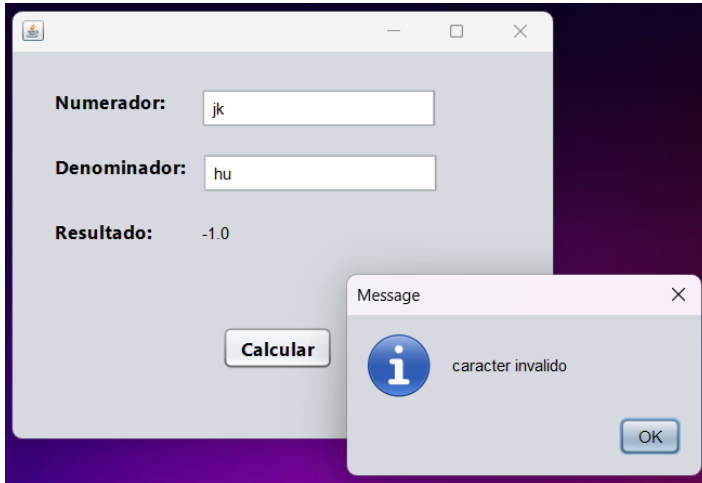 Numerador:
jk
Denominador:
hu
Resultado:
-1.0
Calcular
Message
caracter invalido
OK